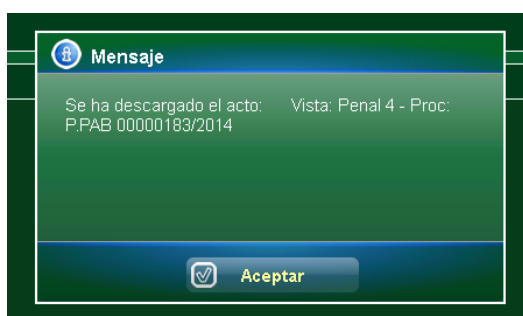 Mensaje
Se ha descargado el acto: Vista: Penal 4 - Proc:
P.PAB 00000183/2014
Aceptar